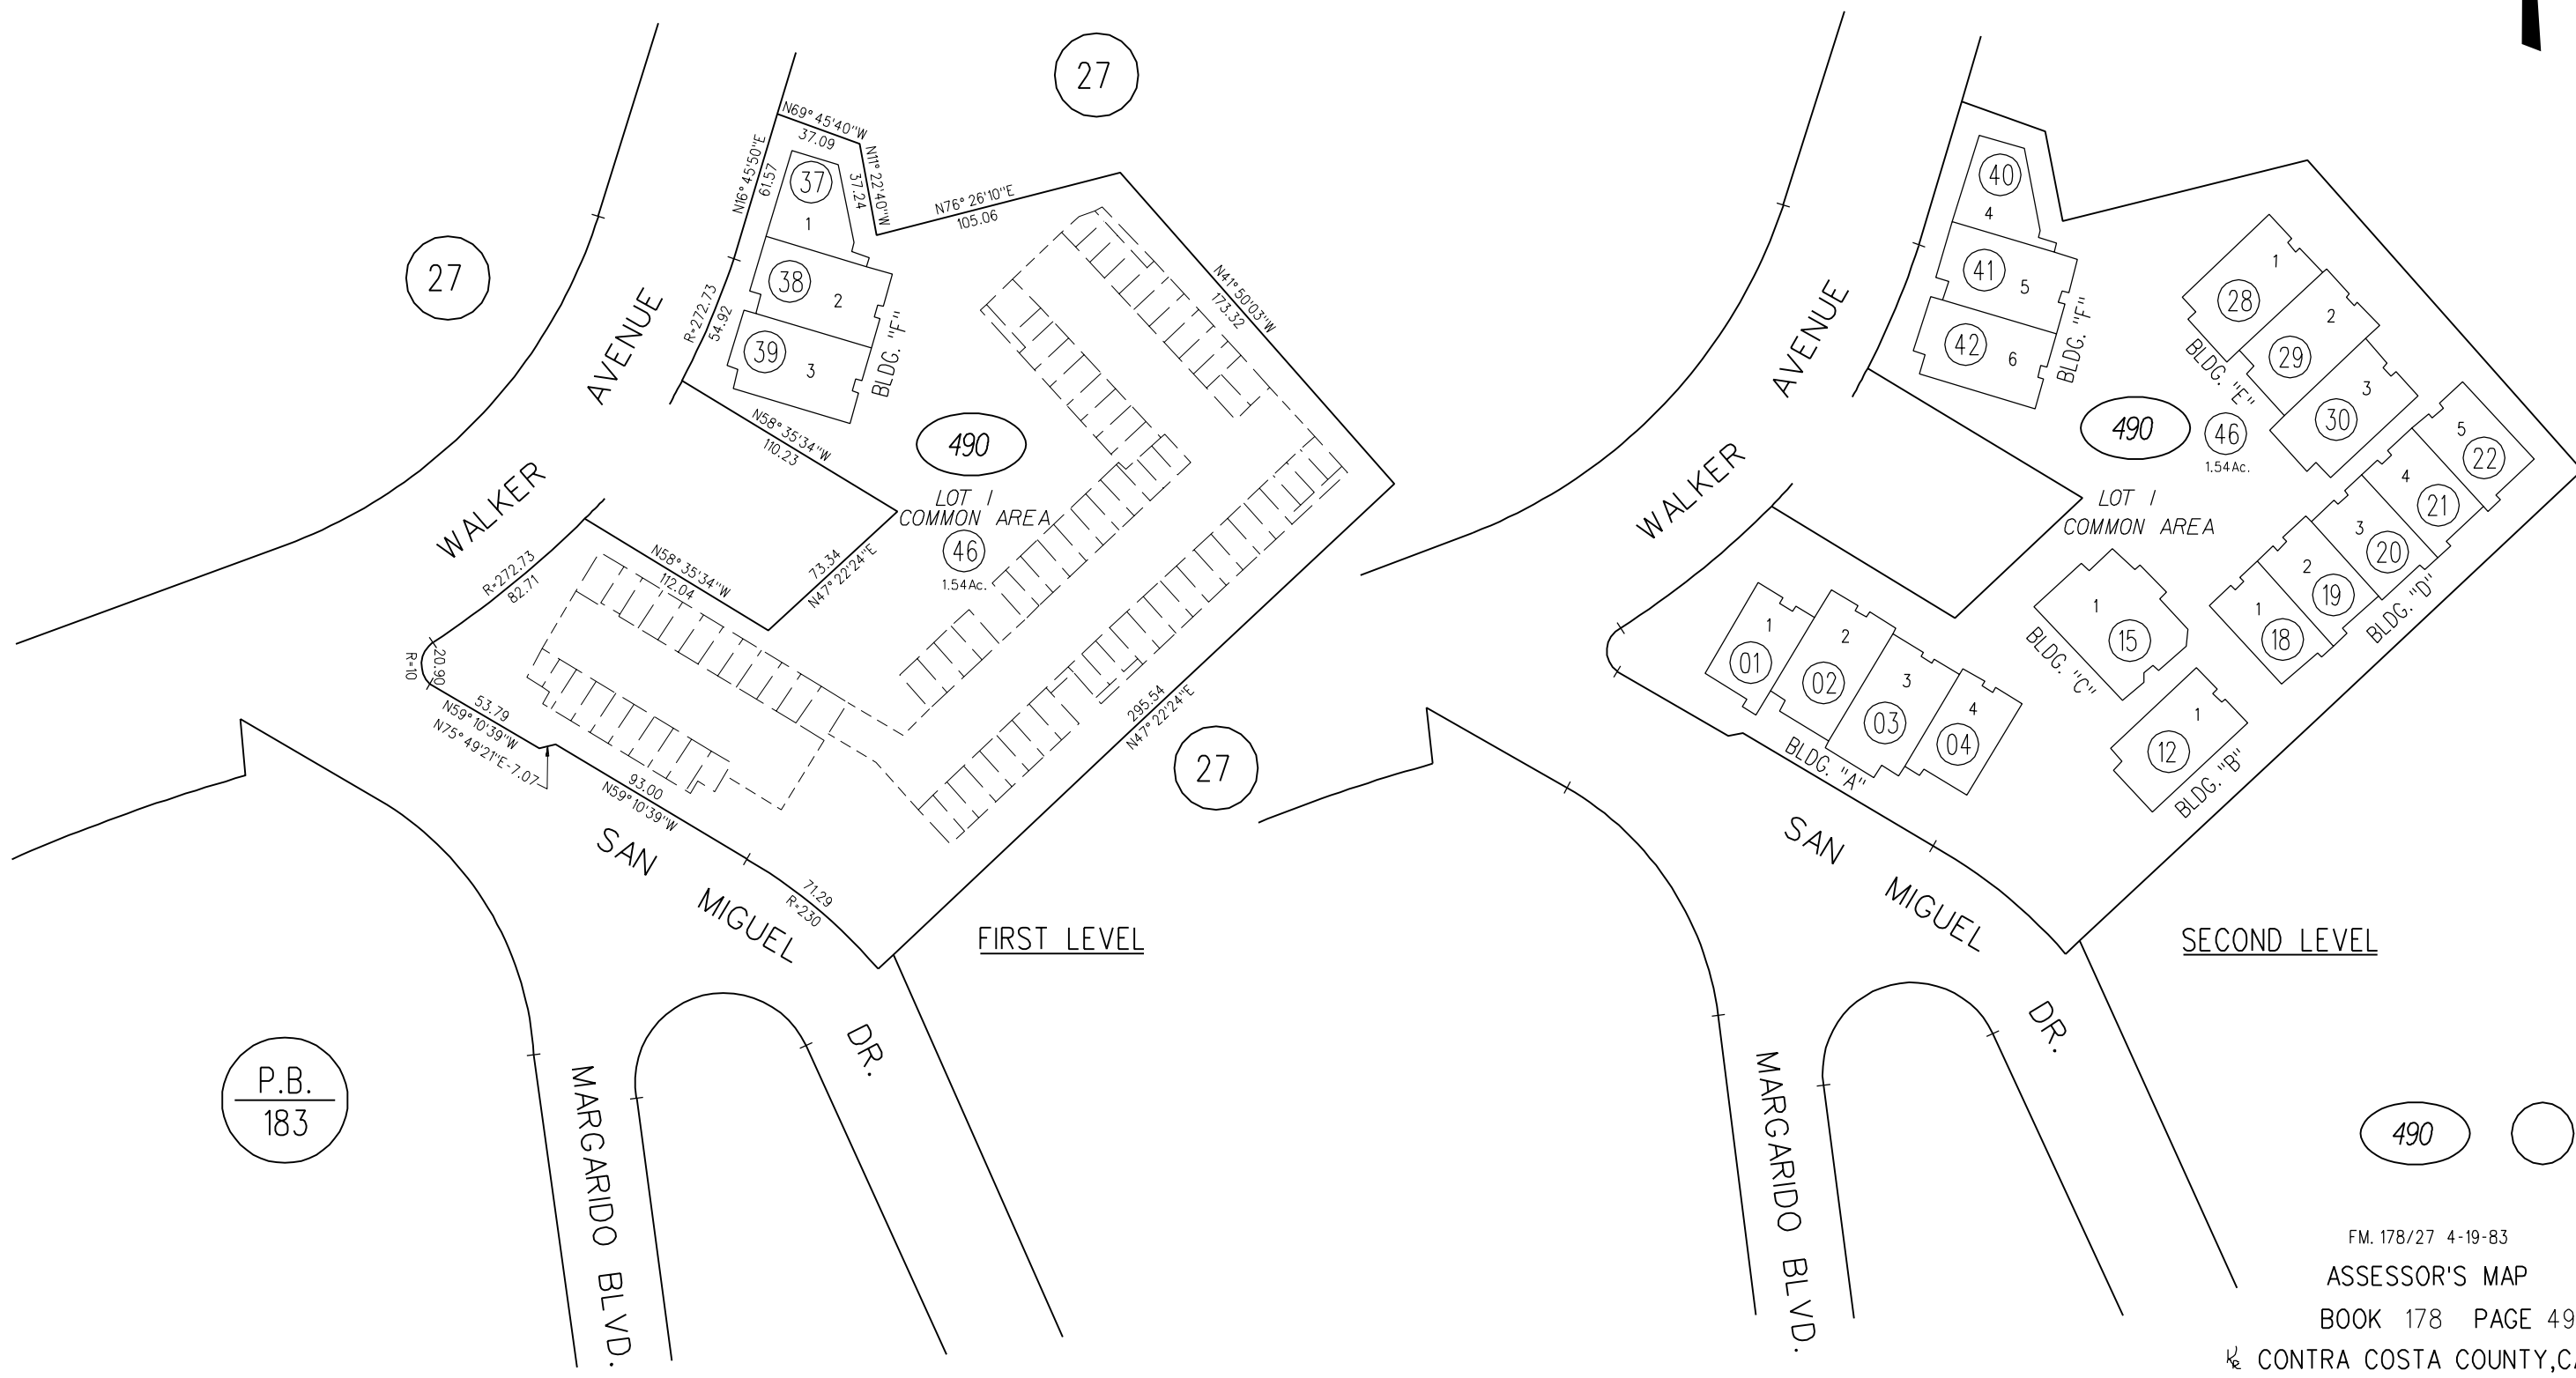 27
27
N69°45'40"W
37.09
N16°45'50"E
61.57
N11°22'40"W
37.24
37
1
N76°26'10"E
105.06
38
2
R=272.73
54.92
39
3
BLDG. "F"
N41°50'03"W
173.32
WALKER AVENUE
N58°35'34"W
110.23
490
LOT 1
COMMON AREA
46
1.54Ac.
N58°35'34"W
112.04
73.34
N47°22'24"E
R=272.73
82.71
20.90
R=10
53.79
N59°10'39"W
N75°49'21"E-7.07
93.00
N59°10'39"W
295.54
N47°22'24"E
27
71.29
R=230
SAN MIGUEL DR.
FIRST LEVEL
MARGARIDO BLVD.
P.B.
183
40
4
41
5
42
6
BLDG. "F"
WALKER AVENUE
490
46
1.54Ac.
LOT 1
COMMON AREA
28
1
29
2
30
3
BLDG. "E"
5
22
4
21
3
20
2
19
1
18
BLDG. "D"
1
15
BLDG. "C"
1
12
BLDG. "B"
1
01
2
02
3
03
4
04
BLDG. "A"
SAN MIGUEL DR.
SECOND LEVEL
MARGARIDO BLVD.
490
FM. 178/27 4-19-83
ASSESSOR'S MAP
BOOK 178 PAGE 49
CONTRA COSTA COUNTY,